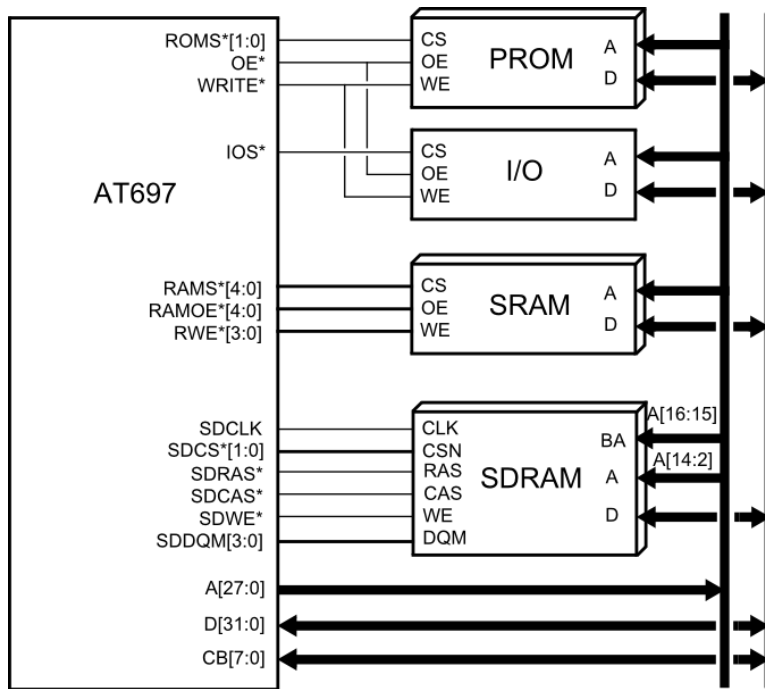 AT697
ROMS*[1:0]
OE*
WRITE*
IOS*
RAMS*[4:0]
RAMOE*[4:0]
RWE*[3:0]
SDCLK
SDCS*[1:0]
SDRAS*
SDCAS*
SDWE*
SDDQM[3:0]
A[27:0]
D[31:0]
CB[7:0]
CS
OE
WE
PROM
A
D
CS
OE
WE
I/O
A
D
CS
OE
WE
SRAM
A
D
CLK
CSN
RAS
CAS
WE
DQM
SDRAM
BA
A
D
A[16:15]
A[14:2]